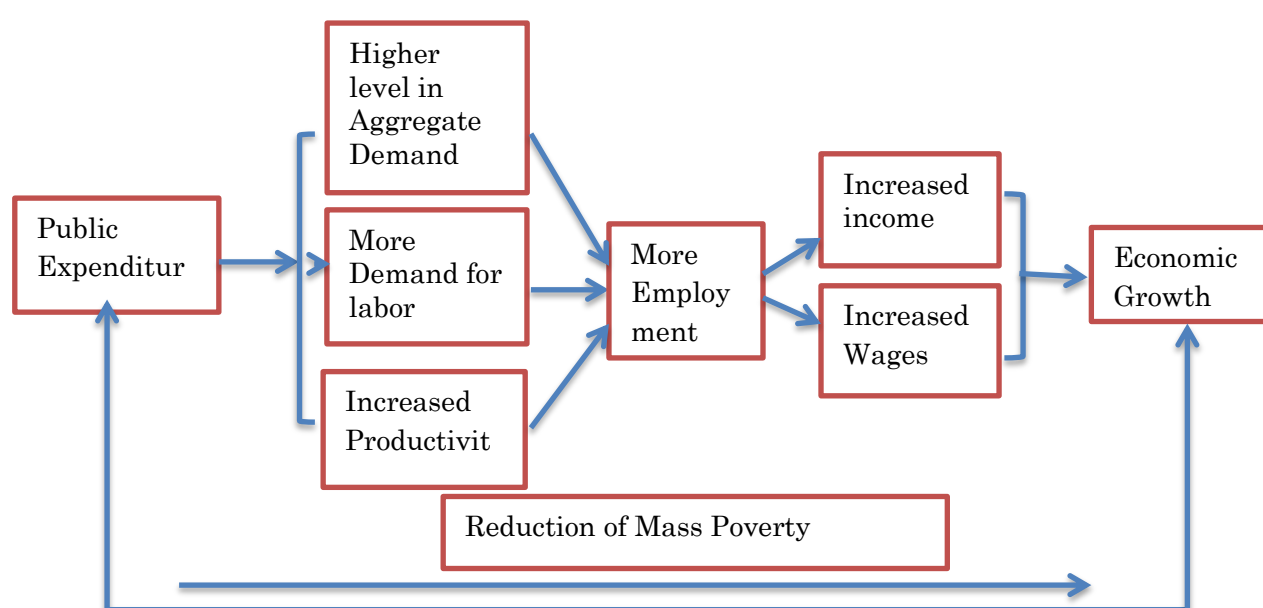 Public
Expenditur
Higher
level in
Aggregate
Demand
More
Demand for
labor
Increased
Productivit
More
Employ
ment
Increased
income
Increased
Wages
Economic
Growth
Reduction of Mass Poverty